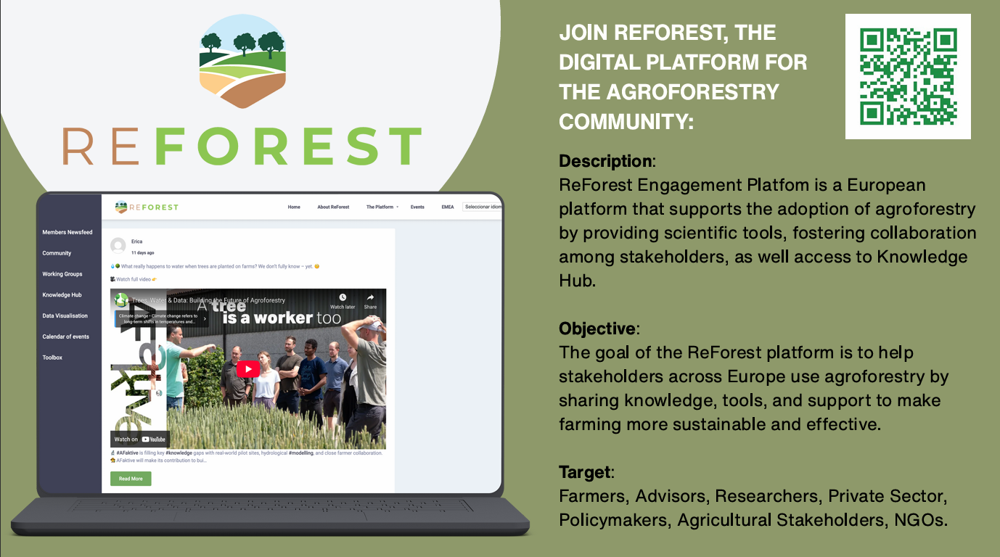 REFOREST
REFOREST
Home
About ReForest
The Platform
Events
EMEA
Seleccionar idiom
Members Newsfeed
Community
Working Groups
Knowledge Hub
Data Visualisation
Calendar of events
Toolbox
Erica
11 days ago
What really happens to water when trees are planted on farms? We don't fully know – yet.
Watch full video
Trees, Water & Data: Building the Future of Agroforestry
Watch later
Share
Climate change • Climate change refers to
long-term shifts in temperatures and...
A tree
is a worker too
AFaktive
Watch on YouTube
#AFaktive is filling key #knowledge gaps with real-world pilot sites, hydrological #modelling, and close farmer collaboration.
AFaktive will make its contribution to bui...
Read More
JOIN REFOREST, THE
DIGITAL PLATFORM FOR
THE AGROFORESTRY
COMMUNITY:
Description:
ReForest Engagement Platfom is a European
platform that supports the adoption of agroforestry
by providing scientific tools, fostering collaboration
among stakeholders, as well access to Knowledge
Hub.
Objective:
The goal of the ReForest platform is to help
stakeholders across Europe use agroforestry by
sharing knowledge, tools, and support to make
farming more sustainable and effective.
Target:
Farmers, Advisors, Researchers, Private Sector,
Policymakers, Agricultural Stakeholders, NGOs.